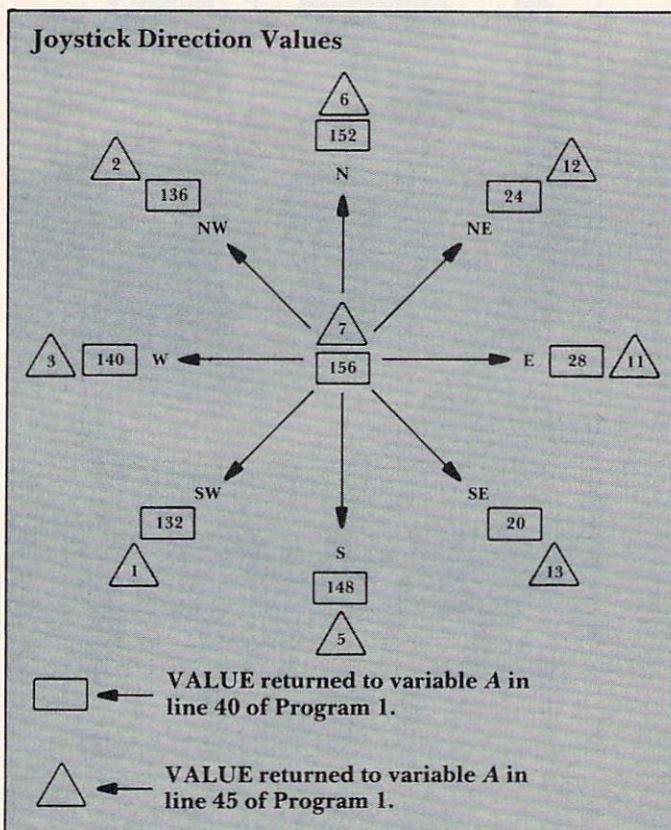 Joystick Direction Values
6
152
N
2
136
NW
12
24
NE
7
156
3 140 W
E 28 11
SW
132
1
SE
20
13
S
148
5
VALUE returned to variable A in
line 40 of Program 1.
VALUE returned to variable A in
line 45 of Program 1.